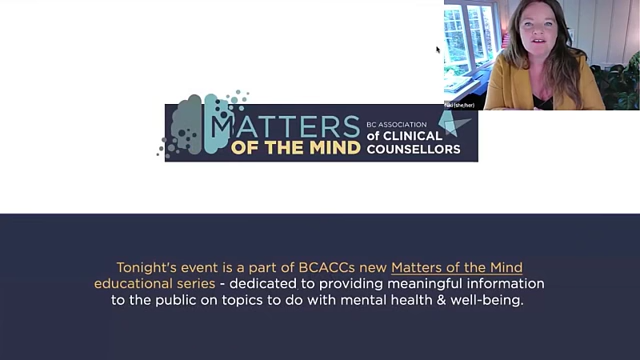 (she/her)
MATTERS
OF THE MIND
BC ASSOCIATION
of CLINICAL
COUNSELLORS
Tonight's event is a part of BCACCs new Matters of the Mind
educational series - dedicated to providing meaningful information
to the public on topics to do with mental health & well-being.